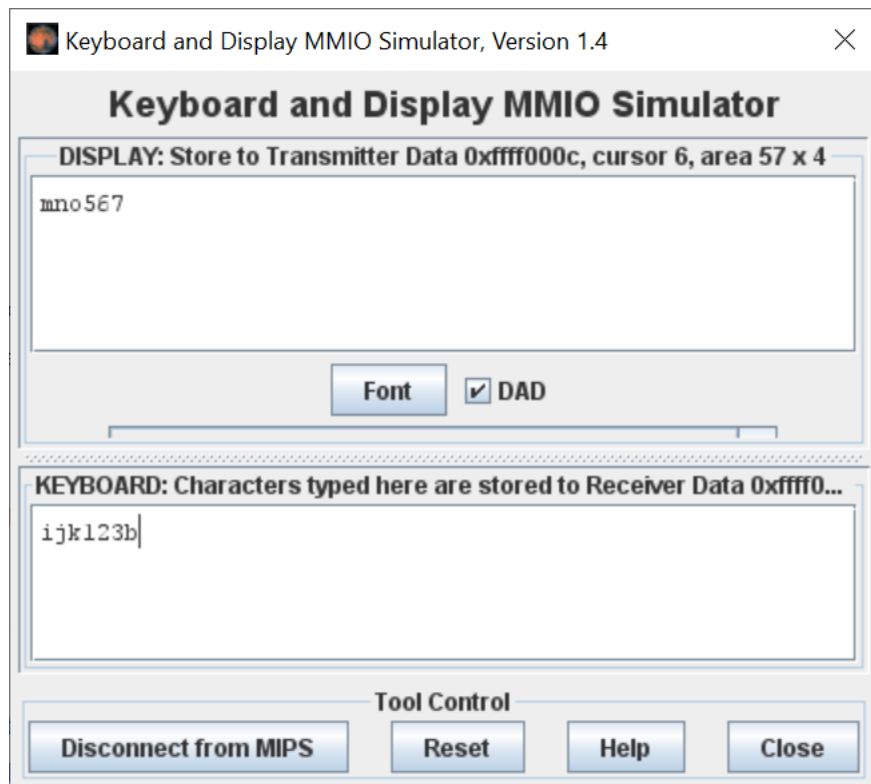 Keyboard and Display MMIO Simulator, Version 1.4
Keyboard and Display MMIO Simulator
DISPLAY: Store to Transmitter Data 0xffff000c, cursor 6, area 57 x 4
mno567
Font
DAD
KEYBOARD: Characters typed here are stored to Receiver Data 0xffff0...
ijk123b
Tool Control
Disconnect from MIPS
Reset
Help
Close